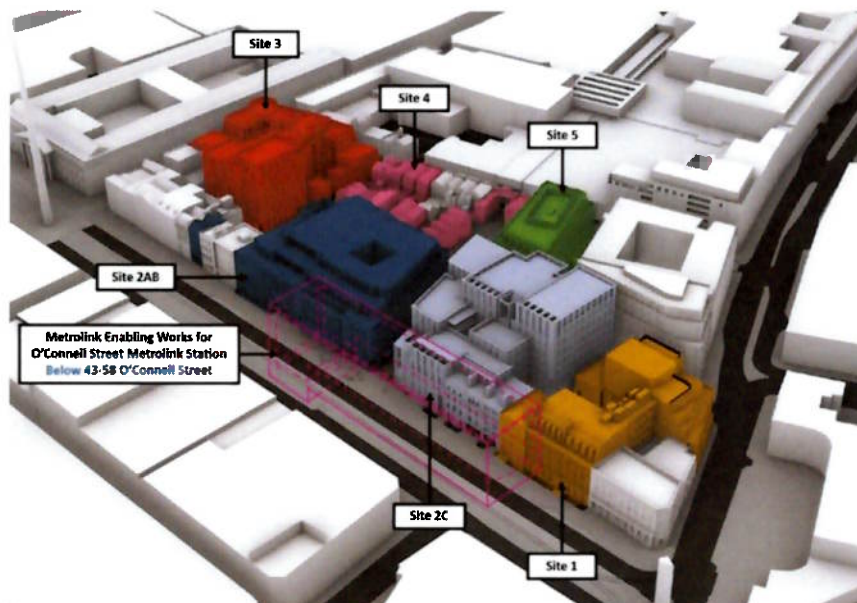 Site 3
Site 4
Site 5
Site 2AB
Metrolink Enabling Works for
O'Connell Street Metrolink Station
Below 43-58 O'Connell Street
Site 2C
Site 1